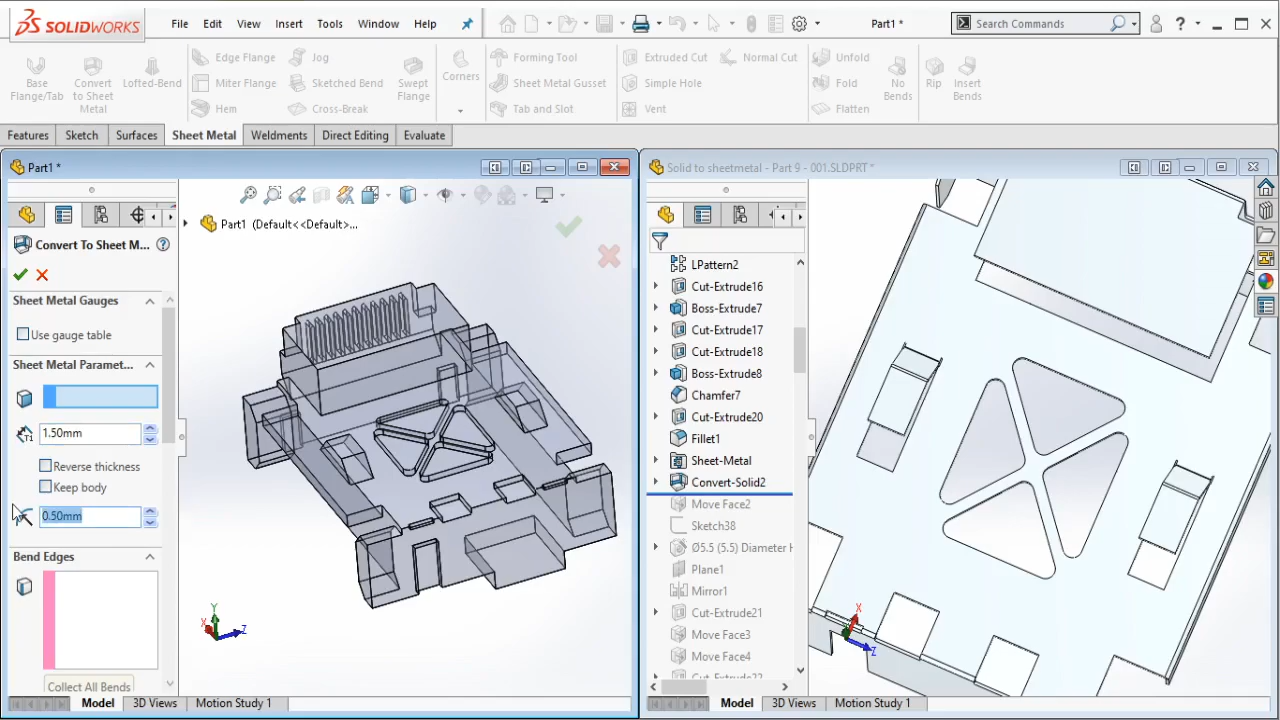 SOLIDWORKS File Edit View Insert Tools Window Help Part1 * Search Commands ?
Base Flange/Tab
Convert to Sheet Metal
Lofted-Bend
Edge Flange
Miter Flange
Hem
Jog
Sketched Bend
Cross-Break
Swept Flange
Corners
Forming Tool
Sheet Metal Gusset
Tab and Slot
Extruded Cut
Simple Hole
Vent
Normal Cut
Unfold
Fold
Flatten
No Bends
Rip
Insert Bends
Features Sketch Surfaces Sheet Metal Weldments Direct Editing Evaluate
Part1 *
Part1 (Default<<Default>...
Convert To Sheet M...
Sheet Metal Gauges
Use gauge table
Sheet Metal Paramet...
1.50mm
Reverse thickness
Keep body
0.50mm
Bend Edges
Collect All Bends
Y
X
Z
Model 3D Views Motion Study 1
Solid to sheetmetal - Part 9 - 001.SLDPRT *
LPattern2
Cut-Extrude16
Boss-Extrude7
Cut-Extrude17
Cut-Extrude18
Boss-Extrude8
Chamfer7
Cut-Extrude20
Fillet1
Sheet-Metal
Convert-Solid2
Move Face2
Sketch38
Ø5.5 (5.5) Diameter H
Plane1
Mirror1
Cut-Extrude21
Move Face3
Move Face4
Cut-Extrude22
X
Z
Model 3D Views Motion Study 1